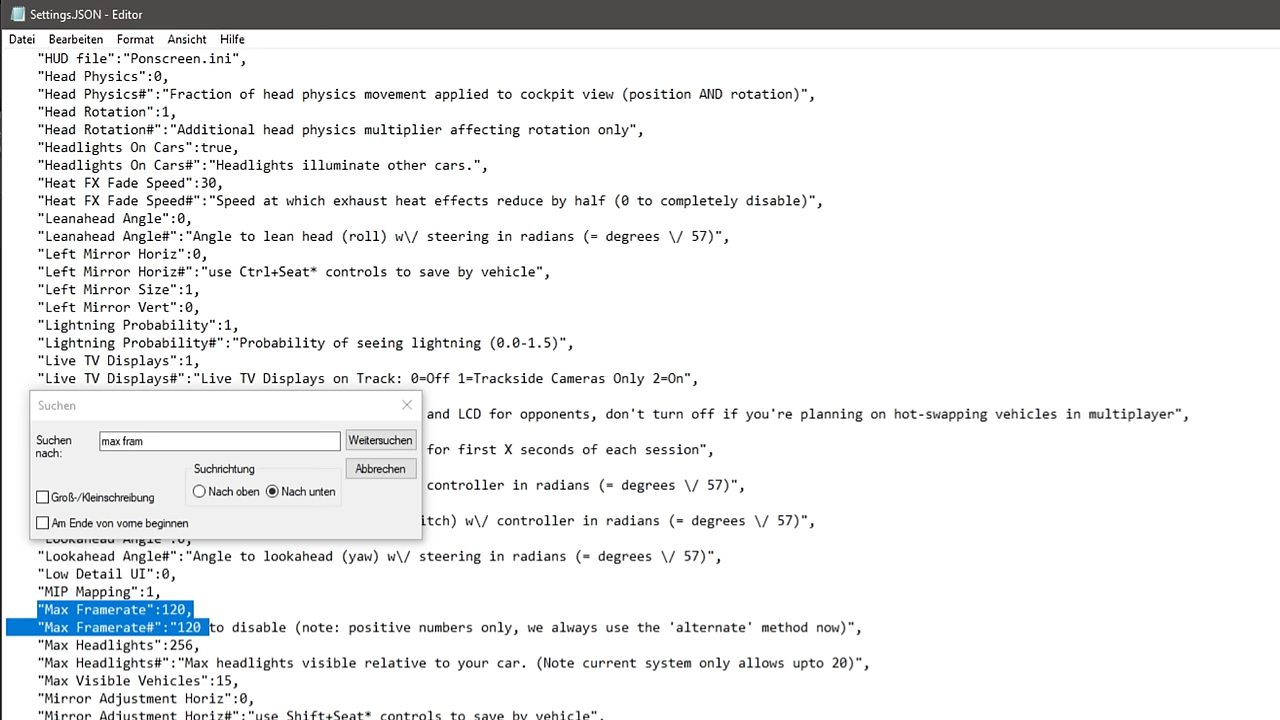 Settings.JSON - Editor
Datei Bearbeiten Format Ansicht Hilfe
"HUD file":"Ponscreen.ini",
"Head Physics":0,
"Head Physics#":"Fraction of head physics movement applied to cockpit view (position AND rotation)",
"Head Rotation":1,
"Head Rotation#":"Additional head physics multiplier affecting rotation only",
"Headlights On Cars":true,
"Headlights On Cars#":"Headlights illuminate other cars.",
"Heat FX Fade Speed":30,
"Heat FX Fade Speed#":"Speed at which exhaust heat effects reduce by half (0 to completely disable)",
"Leanahead Angle":0,
"Leanahead Angle#":"Angle to lean head (roll) w\/ steering in radians (= degrees \/ 57)",
"Left Mirror Horiz":0,
"Left Mirror Horiz#":"use Ctrl+Seat* controls to save by vehicle",
"Left Mirror Size":1,
"Left Mirror Vert":0,
"Lightning Probability":1,
"Lightning Probability#":"Probability of seeing lightning (0.0-1.5)",
"Live TV Displays":1,
"Live TV Displays#":"Live TV Displays on Track: 0=Off 1=Trackside Cameras Only 2=On",
and LCD for opponents, don't turn off if you're planning on hot-swapping vehicles in multiplayer",
for first X seconds of each session",
controller in radians (= degrees \/ 57)",
itch) w\/ controller in radians (= degrees \/ 57)",
"Lookahead Angle":0,
"Lookahead Angle#":"Angle to lookahead (yaw) w\/ steering in radians (= degrees \/ 57)",
"Low Detail UI":0,
"MIP Mapping":1,
"Max Framerate":120,
"Max Framerate#":"120 to disable (note: positive numbers only, we always use the 'alternate' method now)",
"Max Headlights":256,
"Max Headlights#":"Max headlights visible relative to your car. (Note current system only allows upto 20)",
"Max Visible Vehicles":15,
"Mirror Adjustment Horiz":0,
"Mirror Adjustment Horiz#":"use Shift+Seat* controls to save by vehicle",
Suchen
Suchen nach: max fram Weitersuchen
Suchrichtung Abbrechen
Nach oben Nach unten
Groß-/Kleinschreibung
Am Ende von vorne beginnen